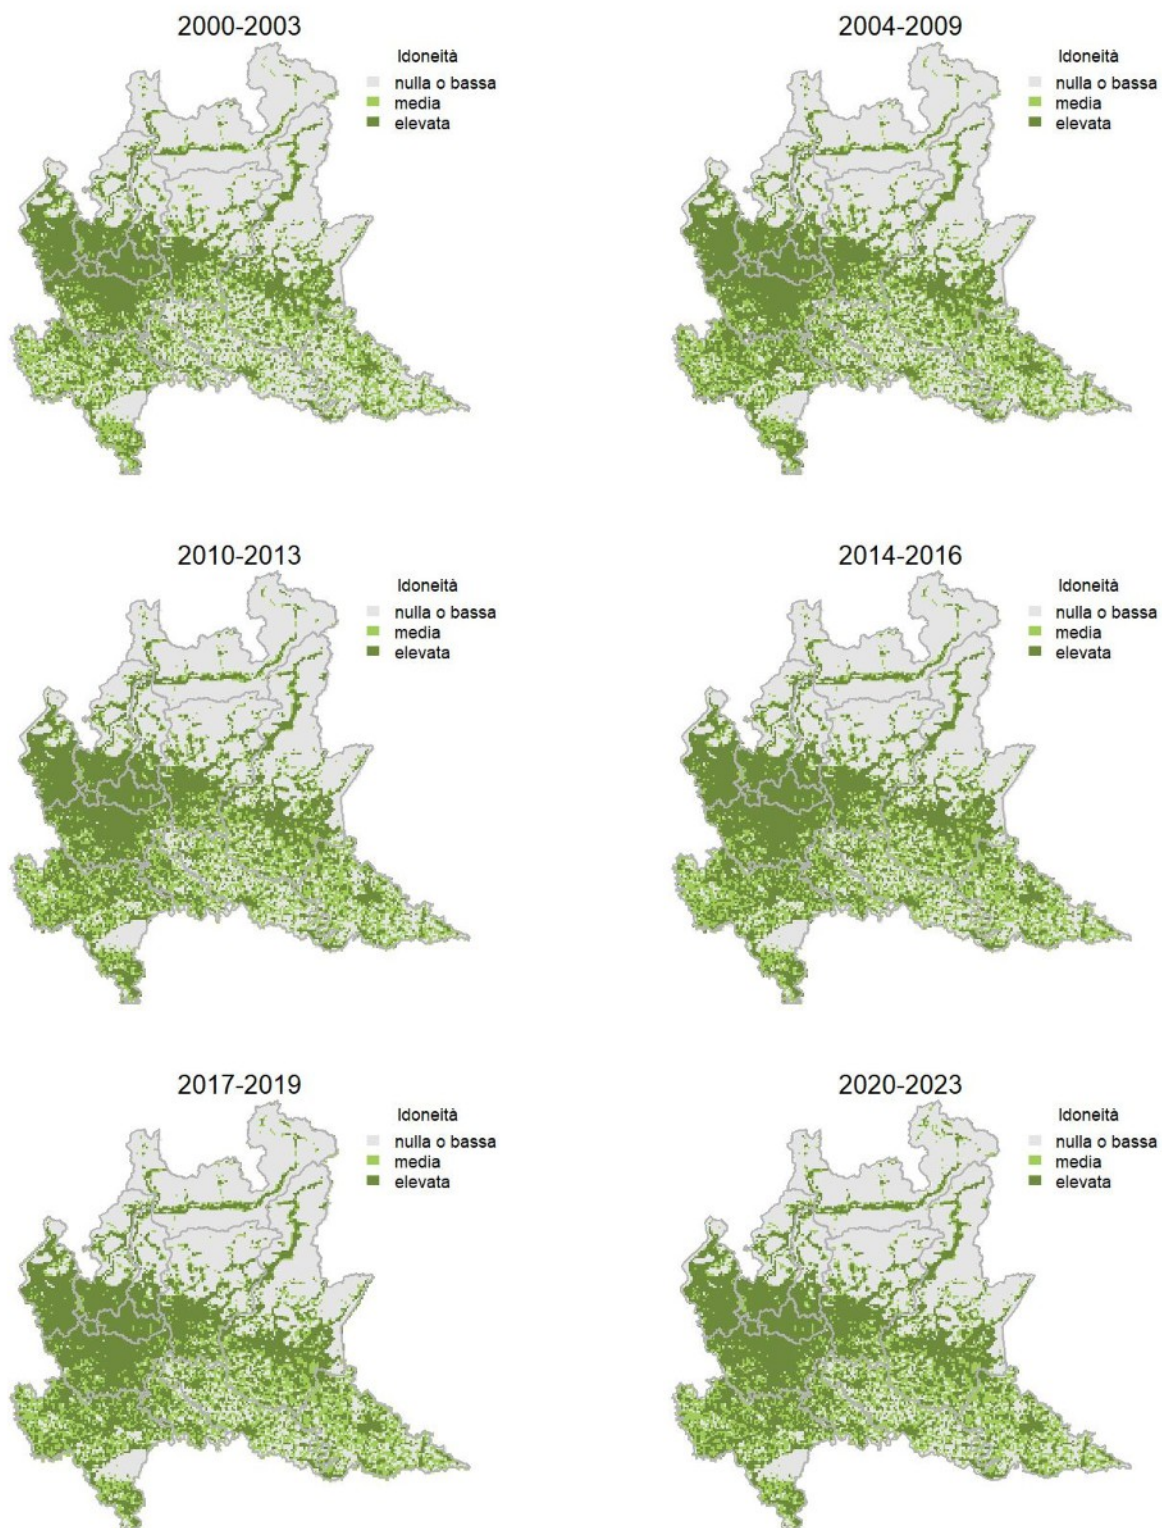 2000-2003
Idoneità
nulla o bassa
media
elevata
2004-2009
Idoneità
nulla o bassa
media
elevata
2010-2013
Idoneità
nulla o bassa
media
elevata
2014-2016
Idoneità
nulla o bassa
media
elevata
2017-2019
Idoneità
nulla o bassa
media
elevata
2020-2023
Idoneità
nulla o bassa
media
elevata